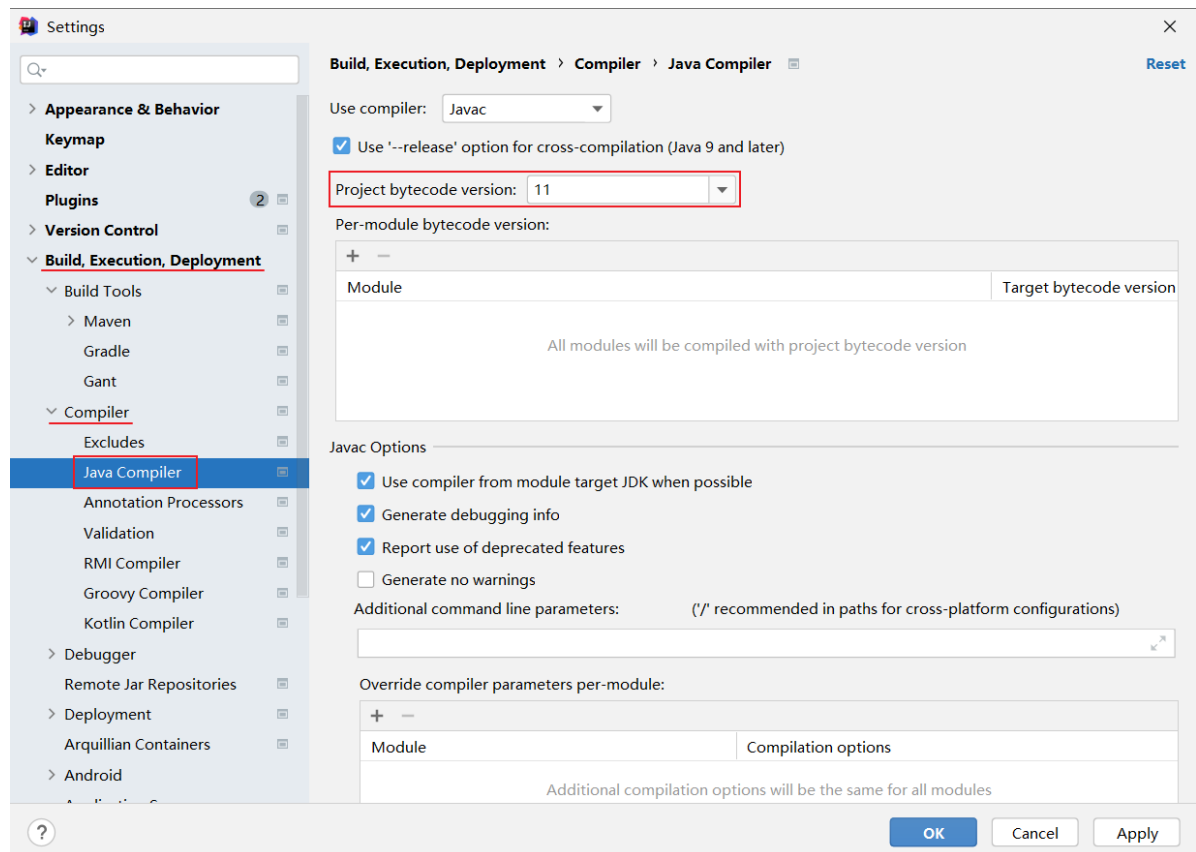 Settings
Build, Execution, Deployment › Compiler › Java Compiler
Reset
Appearance & Behavior
Keymap
Editor
Plugins 2
Version Control
Build, Execution, Deployment
Build Tools
Maven
Gradle
Gant
Compiler
Excludes
Java Compiler
Annotation Processors
Validation
RMI Compiler
Groovy Compiler
Kotlin Compiler
Debugger
Remote Jar Repositories
Deployment
Arquillian Containers
Android
Use compiler: Javac
Use '--release' option for cross-compilation (Java 9 and later)
Project bytecode version: 11
Per-module bytecode version:
Module Target bytecode version
All modules will be compiled with project bytecode version
Javac Options
Use compiler from module target JDK when possible
Generate debugging info
Report use of deprecated features
Generate no warnings
Additional command line parameters: ('/' recommended in paths for cross-platform configurations)
Override compiler parameters per-module:
Module Compilation options
Additional compilation options will be the same for all modules
? OK Cancel Apply